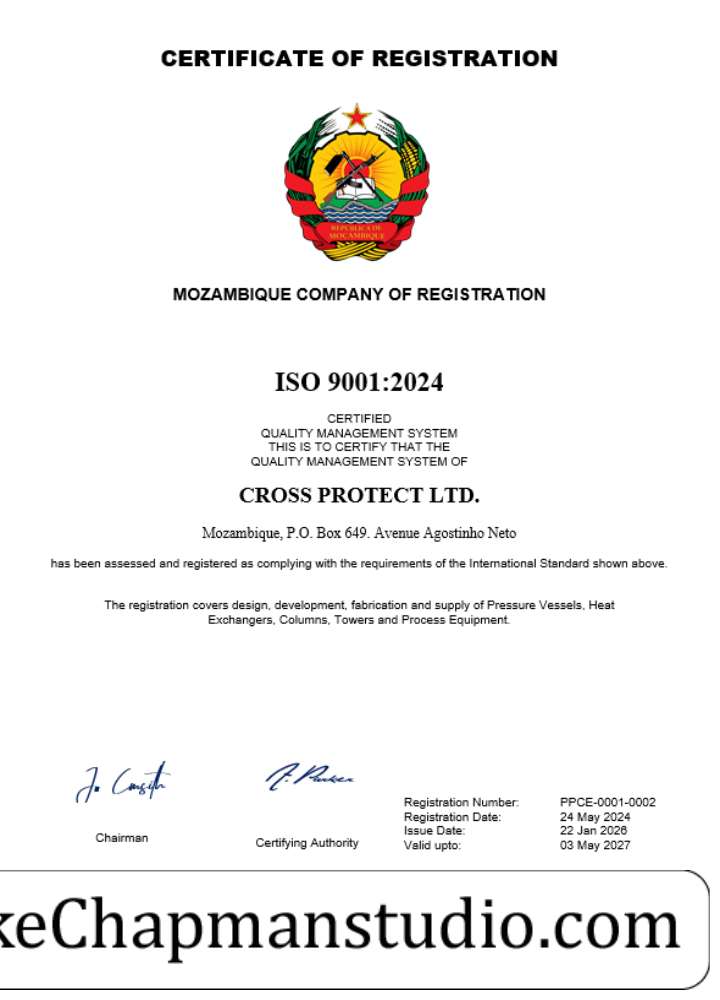 CERTIFICATE OF REGISTRATION
REPUBLICA DE
MOCAMBIQUE
MOZAMBIQUE COMPANY OF REGISTRATION
ISO 9001:2024
CERTIFIED
QUALITY MANAGEMENT SYSTEM
THIS IS TO CERTIFY THAT THE
QUALITY MANAGEMENT SYSTEM OF
CROSS PROTECT LTD.
Mozambique, P.O. Box 649. Avenue Agostinho Neto
has been assessed and registered as complying with the requirements of the International Standard shown above.
The registration covers design, development, fabrication and supply of Pressure Vessels, Heat
Exchangers, Columns, Towers and Process Equipment.
Chairman
Certifying Authority
Registration Number: PPCE-0001-0002
Registration Date: 24 May 2024
Issue Date: 22 Jan 2026
Valid upto: 03 May 2027
keChapmanstudio.com